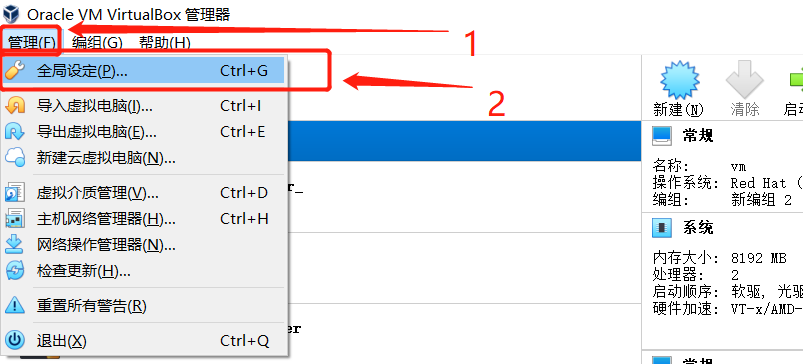 Oracle VM VirtualBox 管理器
管理(F) 编组(G) 帮助(H)
1
全局设定(P)... Ctrl+G
2
导入虚拟电脑(I)... Ctrl+I
导出虚拟电脑(E)... Ctrl+E
新建云虚拟电脑(N)...
虚拟介质管理(V)... Ctrl+D
主机网络管理器(H)... Ctrl+H
网络操作管理器(N)...
检查更新(H)...
重置所有警告(R)
退出(X) Ctrl+Q
r_
er
新建(N) 清除 启动
常规
名称: vm
操作系统: Red Hat (
编组: 新编组 2
系统
内存大小: 8192 MB
处理器: 2
启动顺序: 软驱, 光驱
硬件加速: VT-x/AMD-